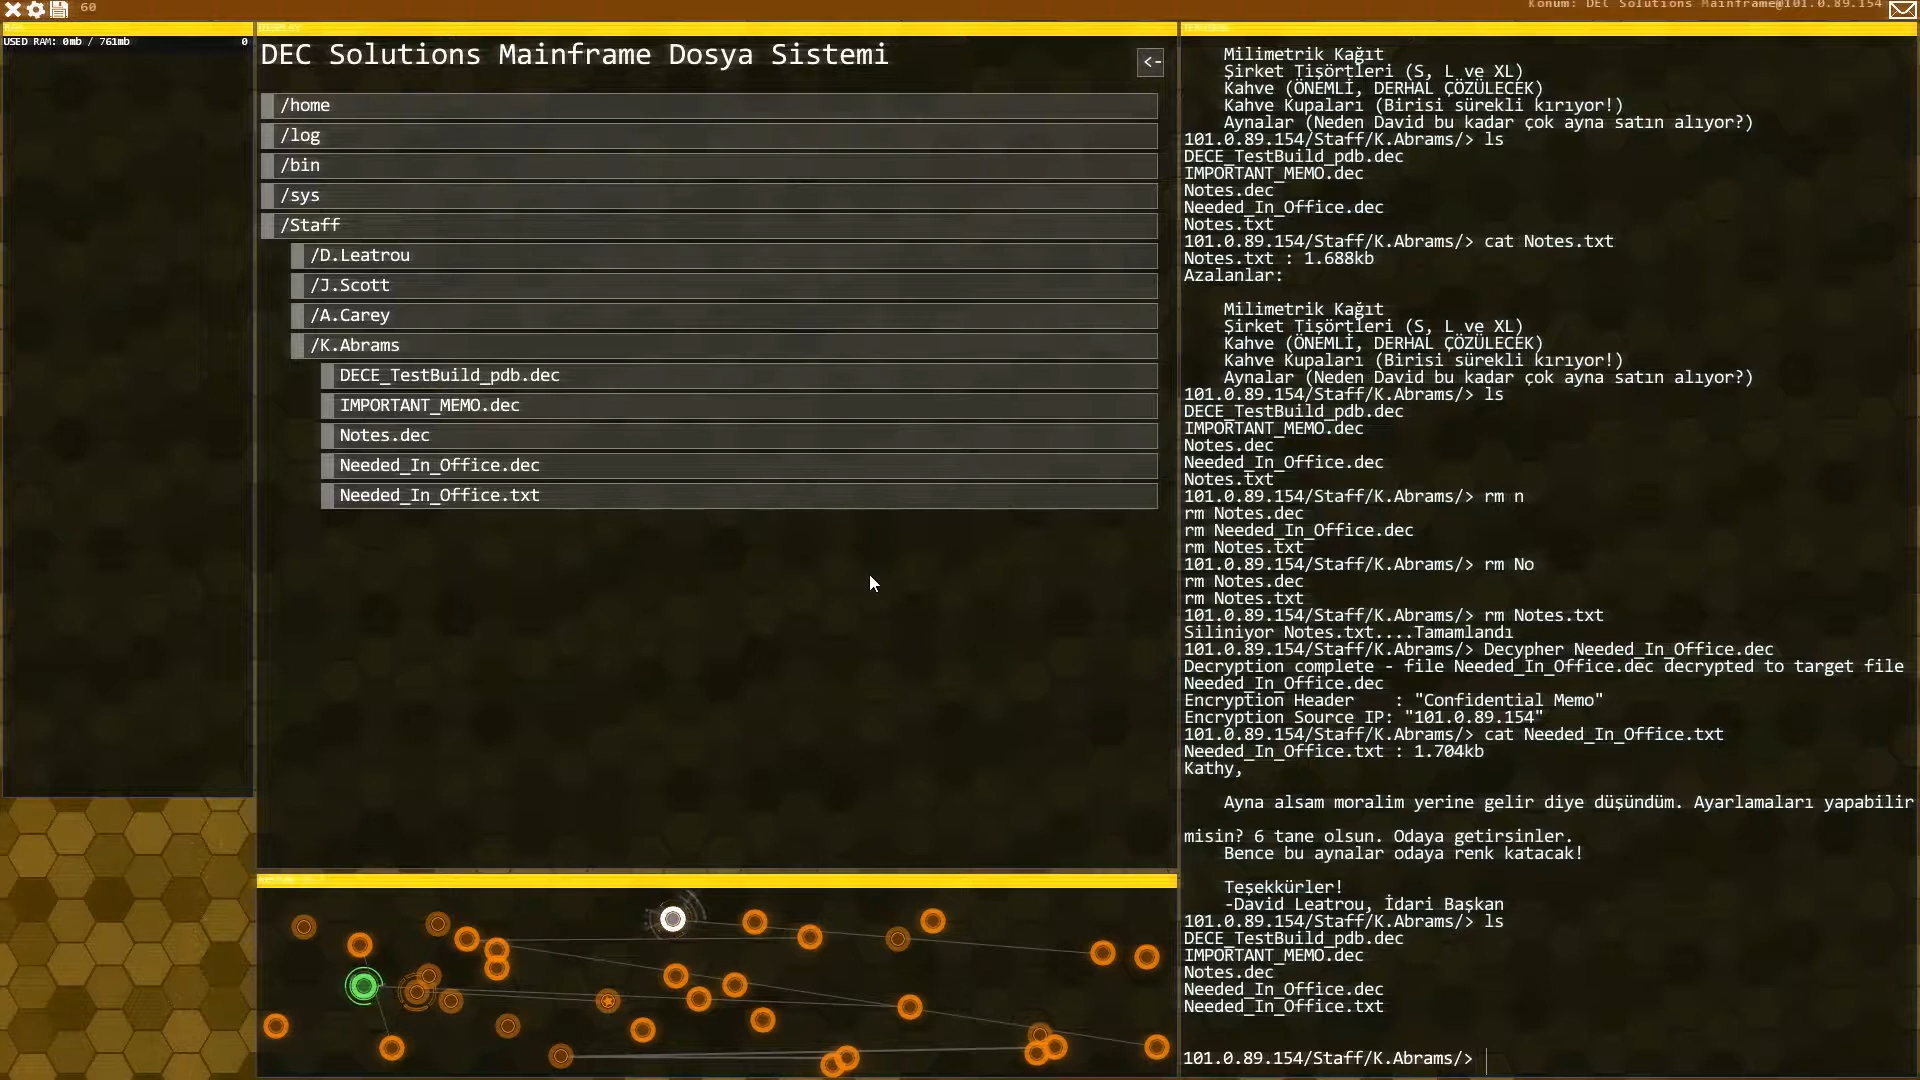 60
Konum: DEC Solutions Mainframe@101.0.89.154
USED RAM: 0mb / 761mb
0
DEC Solutions Mainframe Dosya Sistemi
<-
/home
/log
/bin
/sys
/Staff
/D.Leatrou
/J.Scott
/A.Carey
/K.Abrams
DECE_TestBuild_pdb.dec
IMPORTANT_MEMO.dec
Notes.dec
Needed_In_Office.dec
Needed_In_Office.txt
Milimetrik Kağıt
Şirket Tişörtleri (S, L ve XL)
Kahve (ÖNEMLİ, DERHAL ÇÖZÜLECEK)
Kahve Kupaları (Birisi sürekli kırıyor!)
Aynalar (Neden David bu kadar çok ayna satın alıyor?)
101.0.89.154/Staff/K.Abrams/> ls
DECE_TestBuild_pdb.dec
IMPORTANT_MEMO.dec
Notes.dec
Needed_In_Office.dec
Notes.txt
101.0.89.154/Staff/K.Abrams/> cat Notes.txt
Notes.txt : 1.688kb
Azalanlar:
Milimetrik Kağıt
Şirket Tişörtleri (S, L ve XL)
Kahve (ÖNEMLİ, DERHAL ÇÖZÜLECEK)
Kahve Kupaları (Birisi sürekli kırıyor!)
Aynalar (Neden David bu kadar çok ayna satın alıyor?)
101.0.89.154/Staff/K.Abrams/> ls
DECE_TestBuild_pdb.dec
IMPORTANT_MEMO.dec
Notes.dec
Needed_In_Office.dec
Notes.txt
101.0.89.154/Staff/K.Abrams/> rm n
rm Notes.dec
rm Needed_In_Office.dec
rm Notes.txt
101.0.89.154/Staff/K.Abrams/> rm No
rm Notes.dec
rm Notes.txt
101.0.89.154/Staff/K.Abrams/> rm Notes.txt
Siliniyor Notes.txt....Tamamlandı
101.0.89.154/Staff/K.Abrams/> Decypher Needed_In_Office.dec
Decryption complete - file Needed_In_Office.dec decrypted to target file
Needed_In_Office.dec
Encryption Header    : "Confidential Memo"
Encryption Source IP: "101.0.89.154"
101.0.89.154/Staff/K.Abrams/> cat Needed_In_Office.txt
Needed_In_Office.txt : 1.704kb
Kathy,
Ayna alsam moralim yerine gelir diye düşündüm. Ayarlamaları yapabilir
misin? 6 tane olsun. Odaya getirsinler.
Bence bu aynalar odaya renk katacak!
Teşekkürler!
-David Leatrou, İdari Başkan
101.0.89.154/Staff/K.Abrams/> ls
DECE_TestBuild_pdb.dec
IMPORTANT_MEMO.dec
Notes.dec
Needed_In_Office.dec
Needed_In_Office.txt
101.0.89.154/Staff/K.Abrams/>